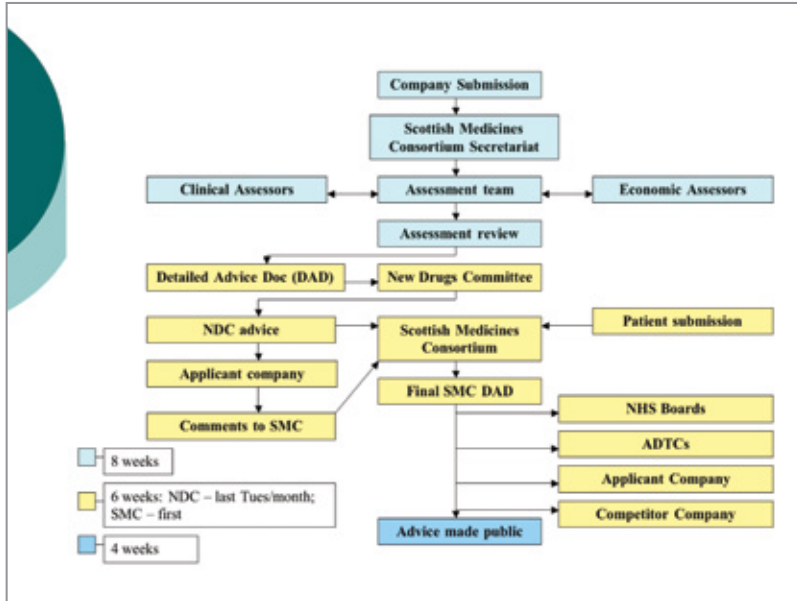 Company Submission
Scottish Medicines
Consortium Secretariat
Clinical Assessors
Assessment team
Economic Assessors
Assessment review
Detailed Advice Doc (DAD)
New Drugs Committee
NDC advice
Scottish Medicines
Consortium
Patient submission
Applicant company
Final SMC DAD
Comments to SMC
NHS Boards
ADTCs
Applicant Company
Competitor Company
Advice made public
8 weeks
6 weeks: NDC – last Tues/month;
SMC – first
4 weeks